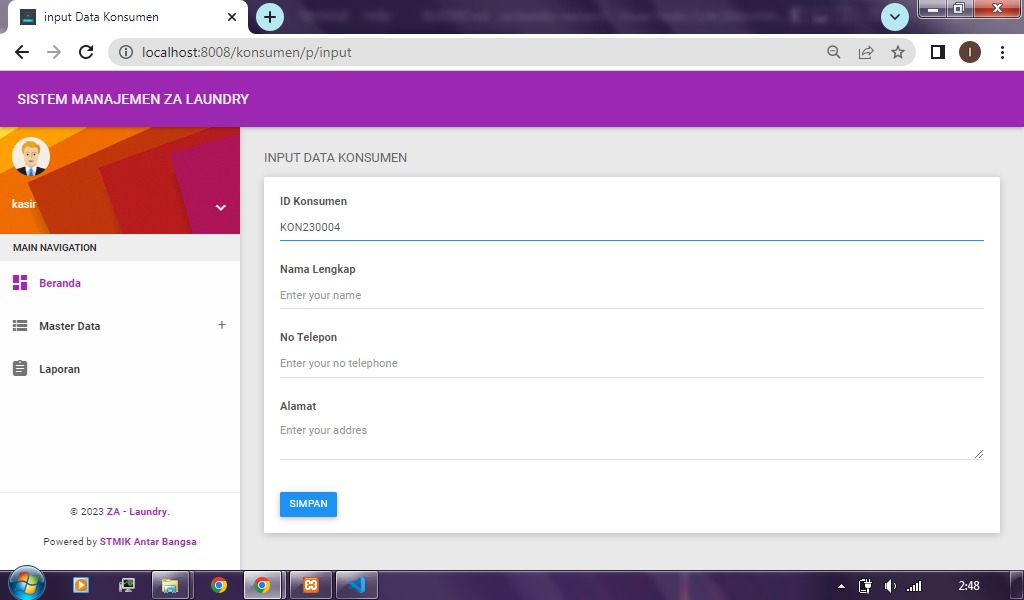 input Data Konsumen
localhost:8008/konsumen/p/input
I
SISTEM MANAJEMEN ZA LAUNDRY
kasir
MAIN NAVIGATION
Beranda
Master Data
Laporan
© 2023 ZA - Laundry.
Powered by STMIK Antar Bangsa
INPUT DATA KONSUMEN
ID Konsumen
KON230004
Nama Lengkap
Enter your name
No Telepon
Enter your no telephone
Alamat
Enter your addres
SIMPAN
2:48